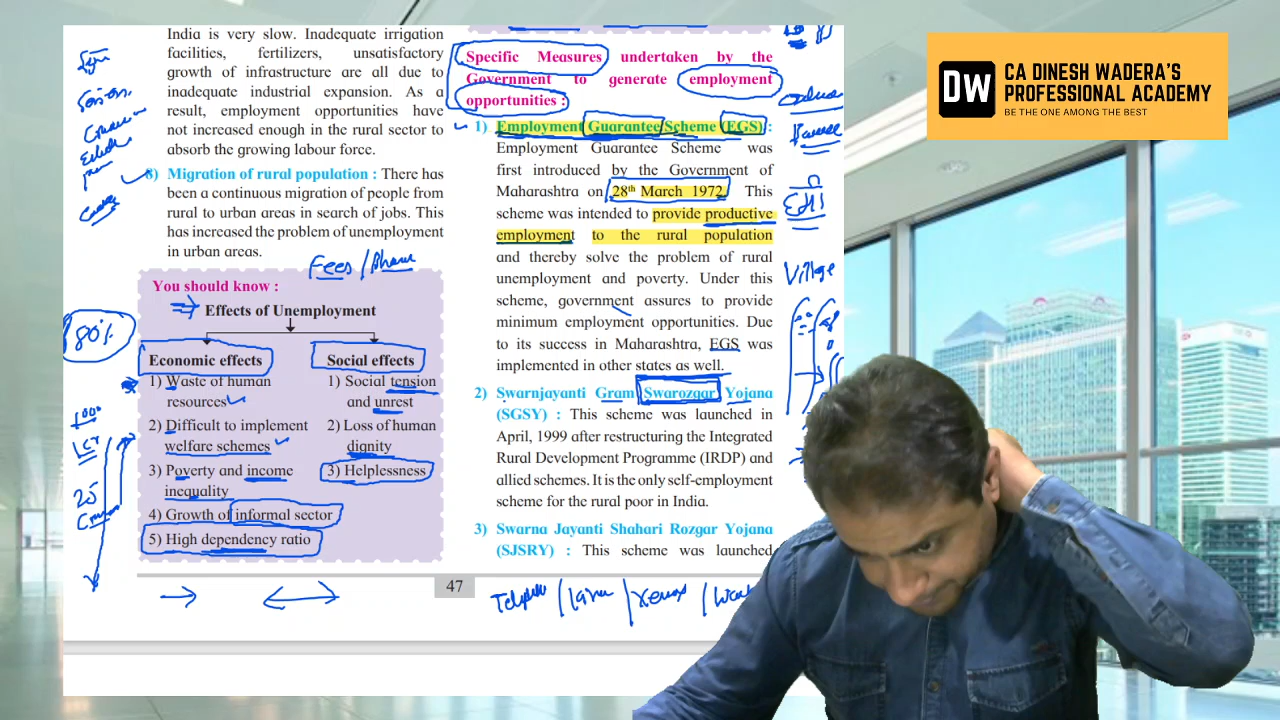 India is very slow. Inadequate irrigation
facilities, fertilizers, unsatisfactory
growth of infrastructure are all due to
inadequate industrial expansion. As a
result, employment opportunities have
not increased enough in the rural sector to
absorb the growing labour force.
8) Migration of rural population : There has
been a continuous migration of people from
rural to urban areas in search of jobs. This
has increased the problem of unemployment
in urban areas.
Fees /
You should know :
Effects of Unemployment
80%
Economic effects
1) Waste of human
resources
2) Difficult to implement
welfare schemes
3) Poverty and income
inequality
4) Growth of informal sector
5) High dependency ratio
Social effects
1) Social tension
and unrest
2) Loss of human
dignity
3) Helplessness
1000
25
47
Specific Measures undertaken by the
Government to generate employment
opportunities :
1) Employment Guarantee Scheme (EGS) :
Employment Guarantee Scheme was
first introduced by the Government of
Maharashtra on 28th March 1972. This
scheme was intended to provide productive
employment to the rural population
and thereby solve the problem of rural
unemployment and poverty. Under this
scheme, government assures to provide
minimum employment opportunities. Due
to its success in Maharashtra, EGS was
implemented in other states as well.
2) Swarnjayanti Gram Swarozgar Yojana
(SGSY) : This scheme was launched in
April, 1999 after restructuring the Integrated
Rural Development Programme (IRDP) and
allied schemes. It is the only self-employment
scheme for the rural poor in India.
3) Swarna Jayanti Shahari Rozgar Yojana
(SJSRY) : This scheme was launched
Village
DW
CA DINESH WADERA'S
PROFESSIONAL ACADEMY
BE THE ONE AMONG THE BEST